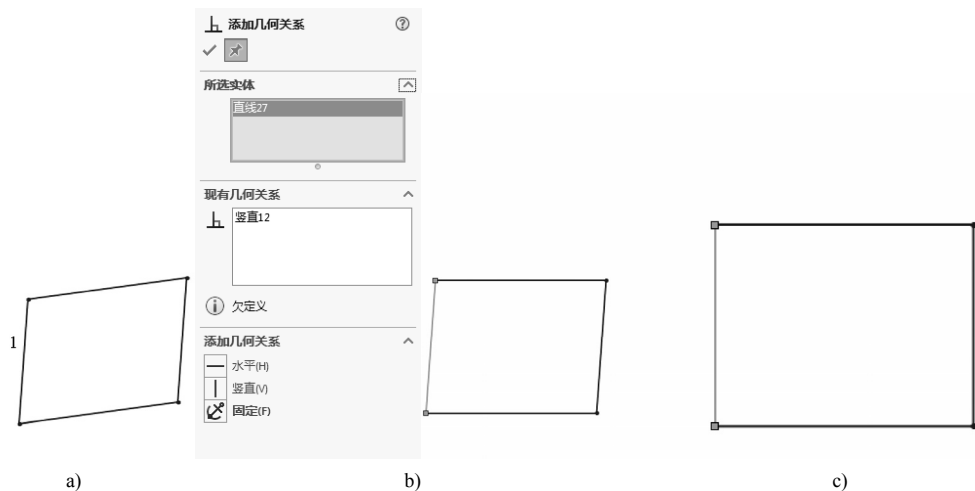 添加几何关系
所选实体
直线27
现有几何关系
竖直12
欠定义
添加几何关系
水平(H)
竖直(V)
固定(F)
1
a)
b)
c)